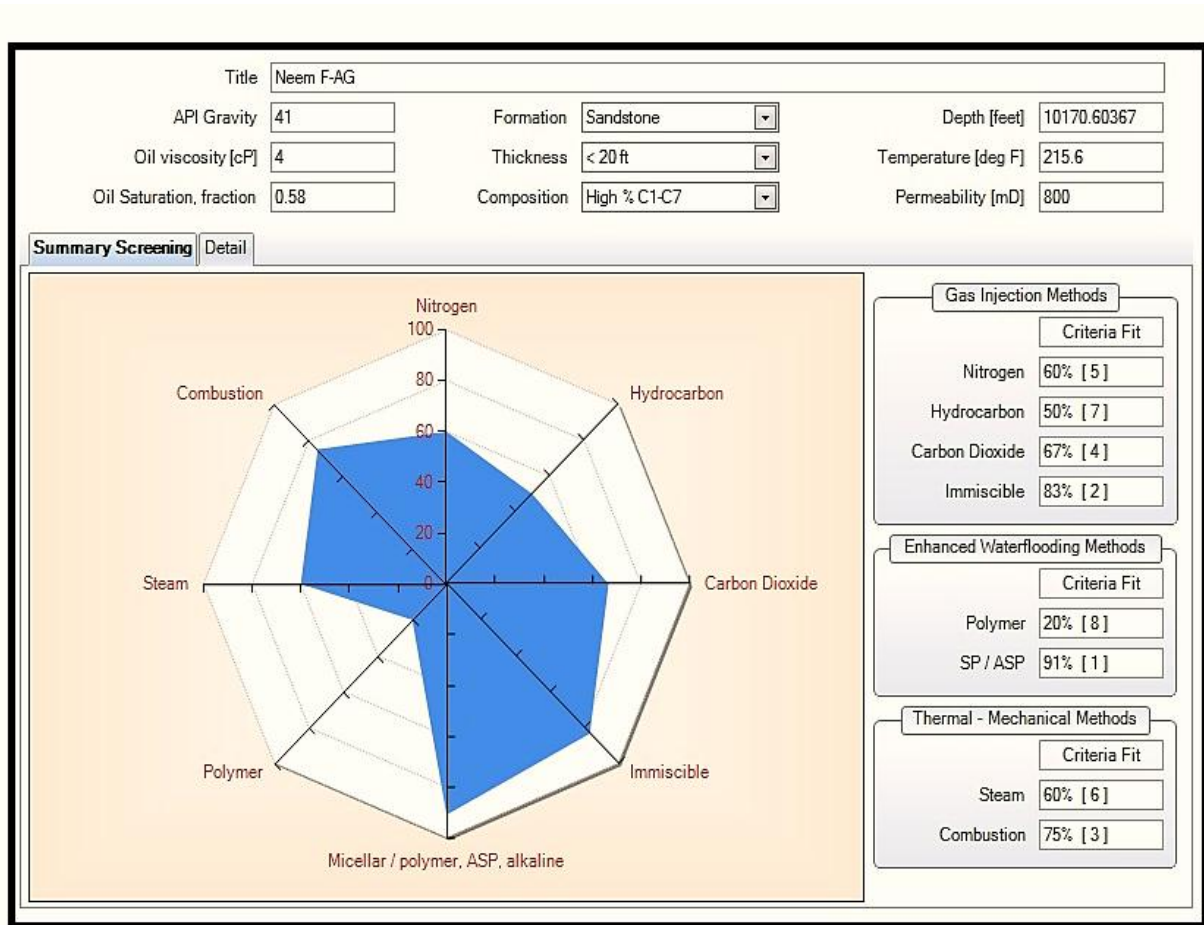 Title Neem F-AG
API Gravity 41 Formation Sandstone Depth [feet] 10170.60367
Oil viscosity [cP] 4 Thickness < 20 ft Temperature [deg F] 215.6
Oil Saturation, fraction 0.58 Composition High % C1-C7 Permeability [mD] 800
Summary Screening Detail
Nitrogen
100
80
60
40
20
0
Hydrocarbon
Carbon Dioxide
Immiscible
Micellar / polymer, ASP, alkaline
Polymer
Steam
Combustion
Gas Injection Methods
Criteria Fit
Nitrogen 60% [ 5 ]
Hydrocarbon 50% [ 7 ]
Carbon Dioxide 67% [ 4 ]
Immiscible 83% [ 2 ]
Enhanced Waterflooding Methods
Criteria Fit
Polymer 20% [ 8 ]
SP / ASP 91% [ 1 ]
Thermal - Mechanical Methods
Criteria Fit
Steam 60% [ 6 ]
Combustion 75% [ 3 ]